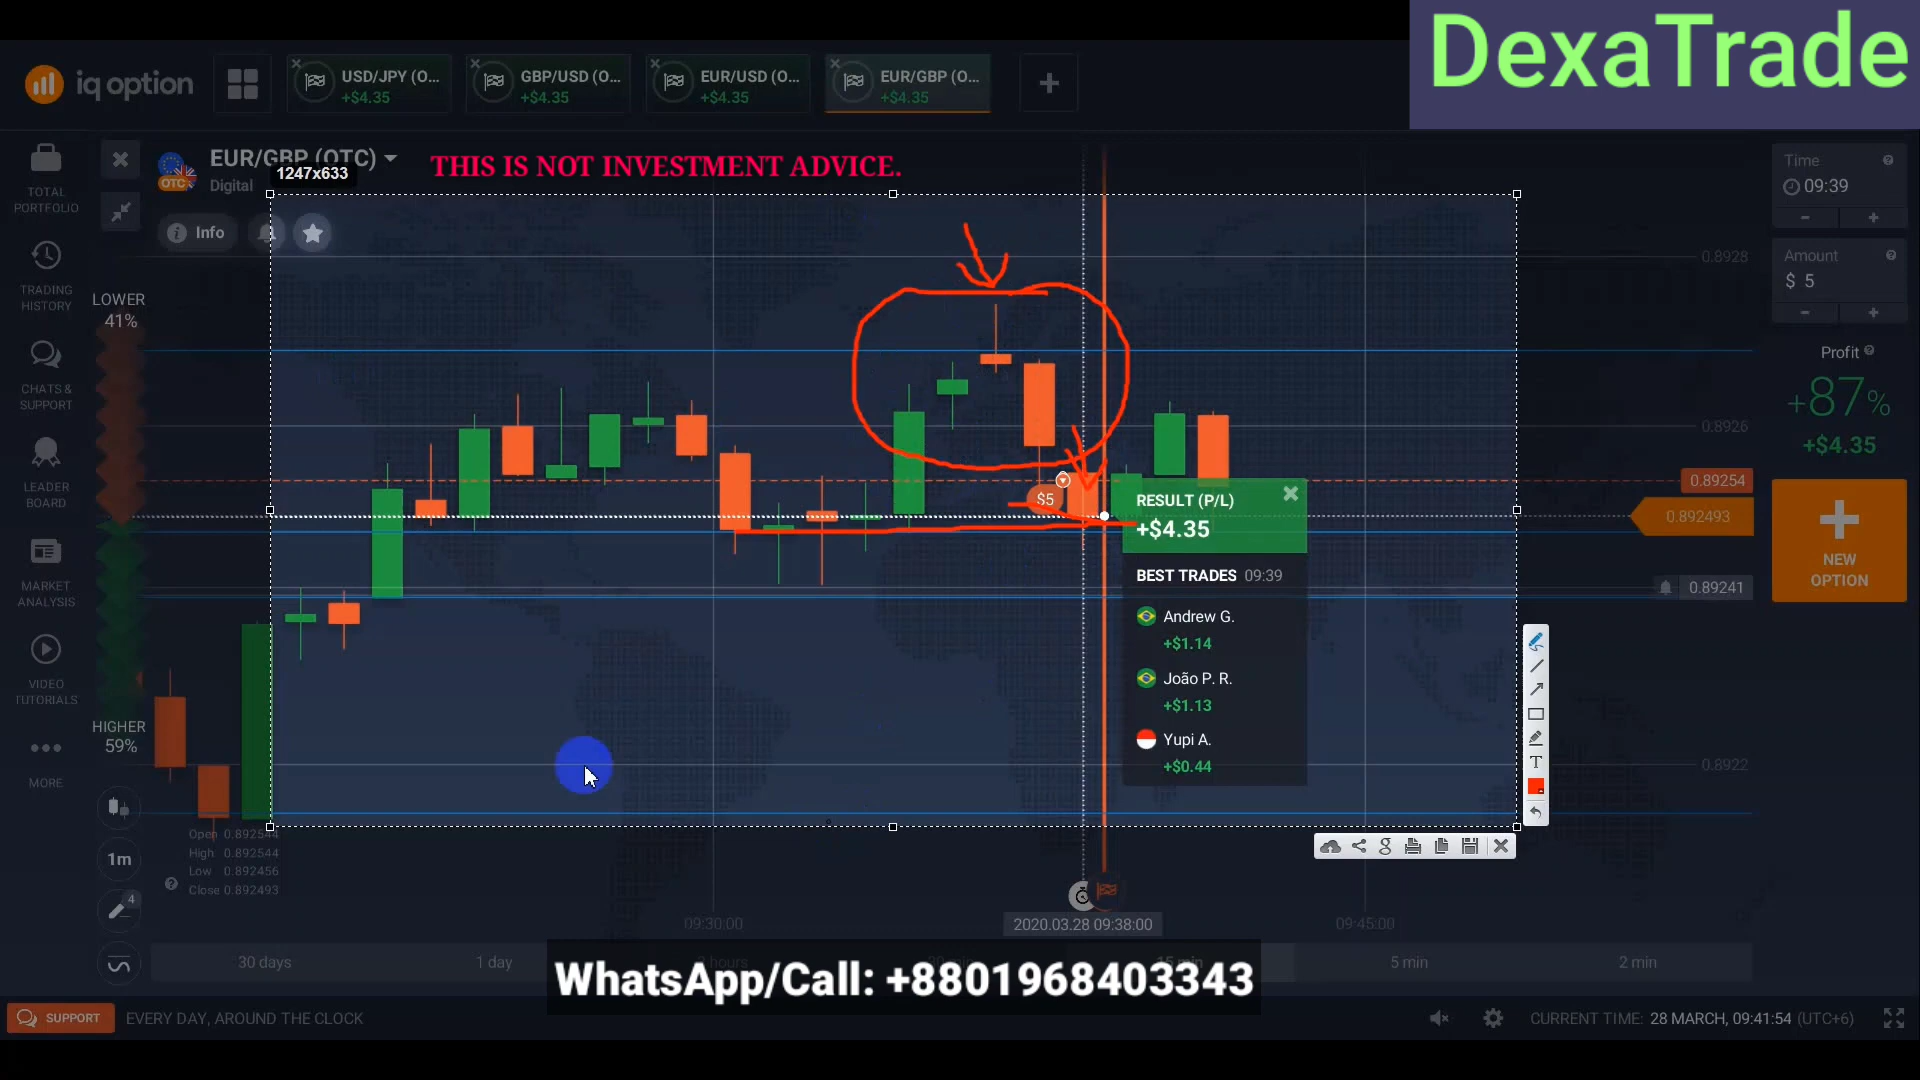 DexaTrade
iq option
USD/JPY (O...
+$4.35
GBP/USD (O...
+$4.35
EUR/USD (O...
+$4.35
EUR/GBP (O...
+$4.35
TOTAL
PORTFOLIO
TRADING
HISTORY
CHATS &
SUPPORT
LEADER
BOARD
MARKET
ANALYSIS
VIDEO
TUTORIALS
MORE
OTC
EUR/GBP (OTC)
Digital
1247x633
THIS IS NOT INVESTMENT ADVICE.
Info
LOWER
41%
HIGHER
59%
Open 0.892544
High 0.892544
Low 0.892456
Close 0.892493
1m
4
$5
RESULT (P/L)
+$4.35
BEST TRADES 09:39
Andrew G.
+$1.14
João P. R.
+$1.13
Yupi A.
+$0.44
0.8928
0.8926
0.89254
0.892493
0.89241
0.8922
Time
09:39
Amount
$ 5
Profit
+87%
+$4.35
NEW
OPTION
T
g
09:30:00
2020.03.28 09:38:00
09:45:00
30 days
1 day
15 min
5 min
2 min
WhatsApp/Call: +8801968403343
SUPPORT
EVERY DAY, AROUND THE CLOCK
CURRENT TIME: 28 MARCH, 09:41:54 (UTC+6)